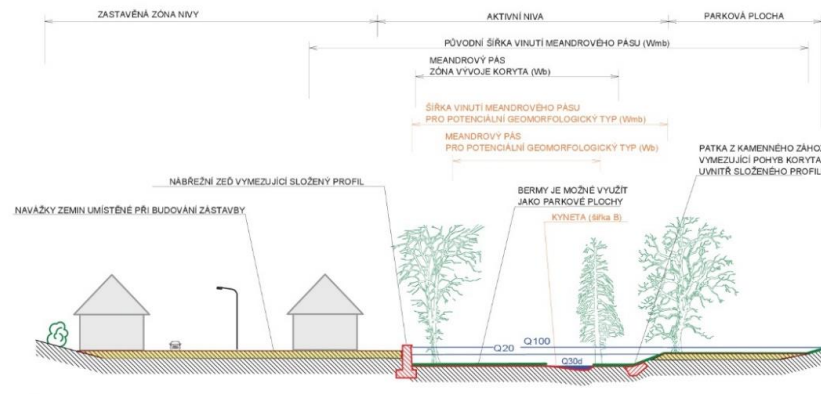 ZASTAVĚNÁ ZÓNA NIVY
AKTIVNÍ NIVA
PARKOVÁ PLOCHA
PŮVODNÍ ŠÍŘKA VINUTÍ MEANDROVÉHO PÁSU (Wmb)
MEANDROVÝ PÁS
ZÓNA VÝVOJE KORYTA (Wb)
ŠÍŘKA VINUTÍ MEANDROVÉHO PÁSU
PRO POTENCIÁLNÍ GEOMORFOLOGICKÝ TYP (Wmb)
MEANDROVÝ PÁS
PRO POTENCIÁLNÍ GEOMORFOLOGICKÝ TYP (Wb)
PATKA Z KAMENNÉHO ZÁHOZ
VYMEZUJÍCÍ POHYB KORYTA
UVNITŘ SLOŽENÉHO PROFIL
NÁBŘEŽNÍ ZEĎ VYMEZUJÍCÍ SLOŽENÝ PROFIL
BERMY JE MOŽNÉ VYUŽÍT
JAKO PARKOVÉ PLOCHY
NAVÁŽKY ZEMIN UMÍSTĚNÉ PŘI BUDOVÁNÍ ZÁSTAVBY
KYNETA (šířka B)
Q100
Q20
Q30d